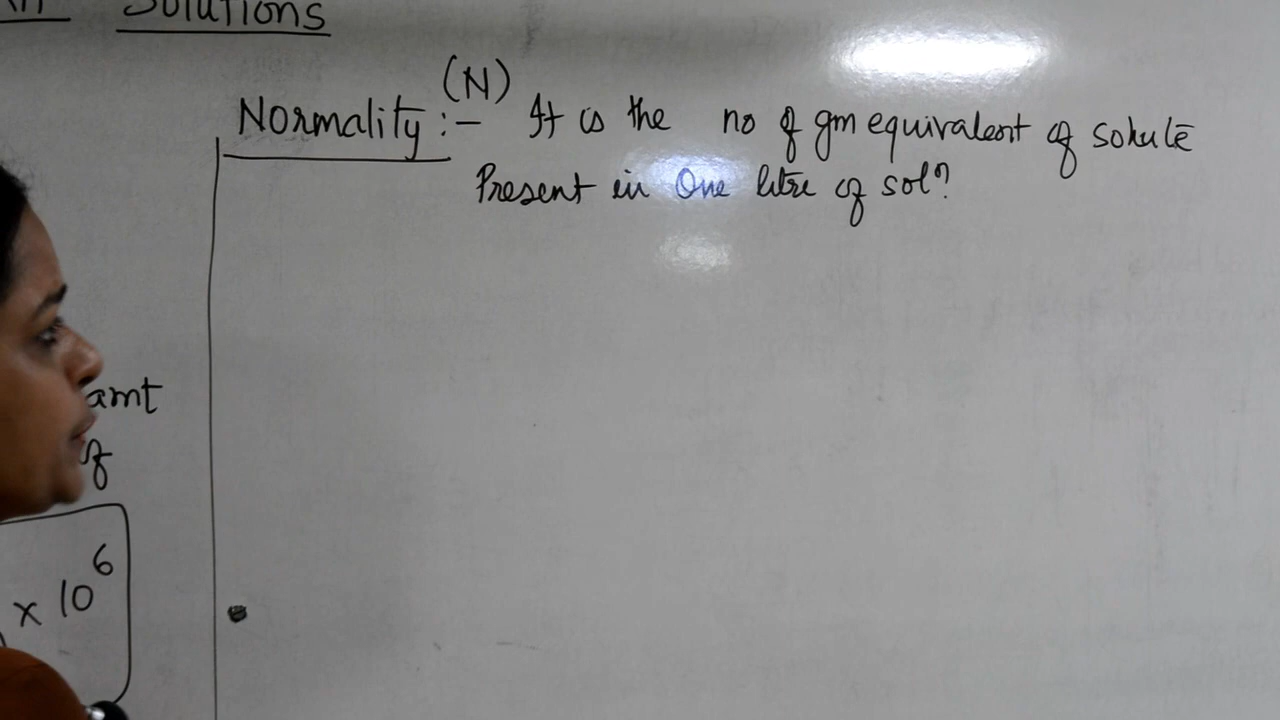 Solutions
(N)
Normality :- It is the no of gm equivalent of solute
Present in One litre of solⁿ
amt
of
x 10⁶